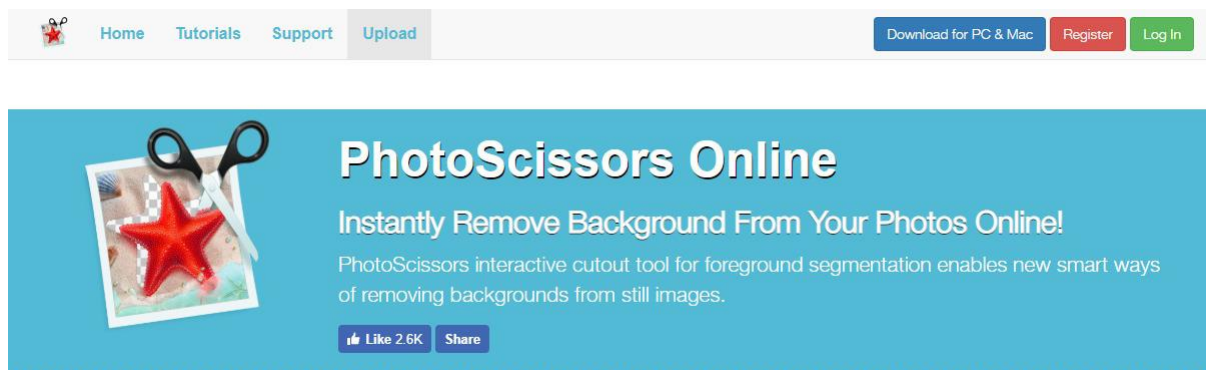 Home Tutorials Support Upload Download for PC & Mac Register Log In
PhotoScissors Online
Instantly Remove Background From Your Photos Online!
PhotoScissors interactive cutout tool for foreground segmentation enables new smart ways
of removing backgrounds from still images.
Like 2.6K Share